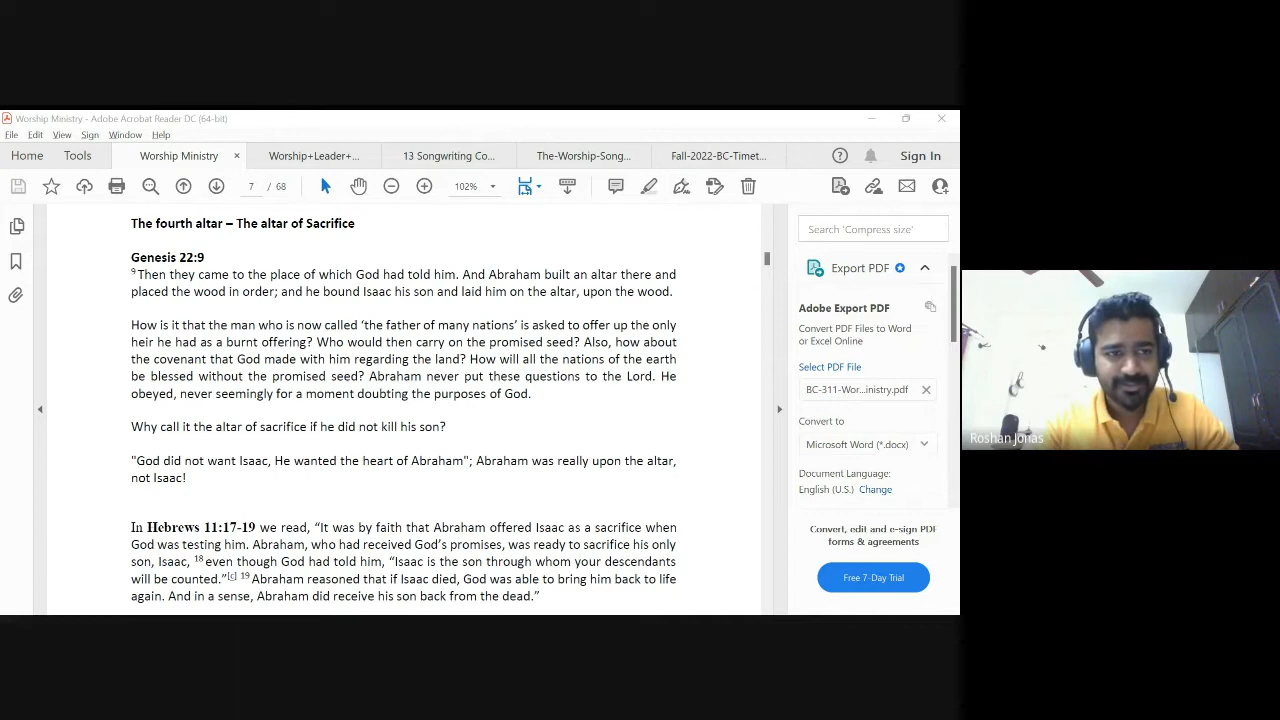 Worship Ministry - Adobe Acrobat Reader DC (64-bit)
File Edit View Sign Window Help
Home Tools Worship Ministry × Worship+Leader+... 13 Songwriting Co... The-Worship-Song... Fall-2022-BC-Timet... Sign In
7 / 68 102%
The fourth altar – The altar of Sacrifice
Genesis 22:9
9 Then they came to the place of which God had told him. And Abraham built an altar there and
placed the wood in order; and he bound Isaac his son and laid him on the altar, upon the wood.
How is it that the man who is now called ‘the father of many nations’ is asked to offer up the only
heir he had as a burnt offering? Who would then carry on the promised seed? Also, how about
the covenant that God made with him regarding the land? How will all the nations of the earth
be blessed without the promised seed? Abraham never put these questions to the Lord. He
obeyed, never seemingly for a moment doubting the purposes of God.
Why call it the altar of sacrifice if he did not kill his son?
"God did not want Isaac, He wanted the heart of Abraham"; Abraham was really upon the altar,
not Isaac!
In Hebrews 11:17-19 we read, “It was by faith that Abraham offered Isaac as a sacrifice when
God was testing him. Abraham, who had received God’s promises, was ready to sacrifice his only
son, Isaac, 18 even though God had told him, “Isaac is the son through whom your descendants
will be counted.”[c] 19 Abraham reasoned that if Isaac died, God was able to bring him back to life
again. And in a sense, Abraham did receive his son back from the dead.”
Search 'Compress size'
Export PDF
Adobe Export PDF
Convert PDF Files to Word
or Excel Online
Select PDF File
BC-311-Wor...inistry.pdf
Convert to
Microsoft Word (*.docx)
Document Language:
English (U.S.) Change
Convert, edit and e-sign PDF
forms & agreements
Free 7-Day Trial
Roshan Jonas